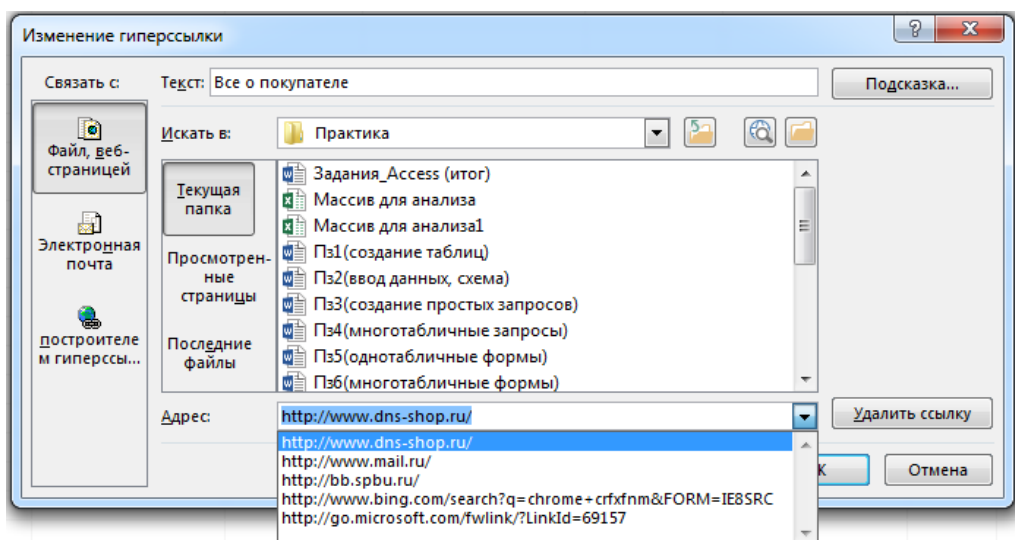 Изменение гиперссылки
Связать с:
Текст: Все о покупателе
Подсказка...
Файл, веб-
страницей
Искать в:
Практика
Текущая
папка
Задания_Access (итог)
Массив для анализа
Массив для анализа1
Пз1(создание таблиц)
Пз2(ввод данных, схема)
Пз3(создание простых запросов)
Пз4(многотабличные запросы)
Пз5(однотабличные формы)
Пз6(многотабличные формы)
Электронная
почта
Просмотрен-
ные
страницы
построителе
м гиперссы...
Последние
файлы
Адрес:
http://www.dns-shop.ru/
Удалить ссылку
http://www.dns-shop.ru/
http://www.mail.ru/
http://bb.spbu.ru/
http://www.bing.com/search?q=chrome+crfxfnm&FORM=IE8SRC
http://go.microsoft.com/fwlink/?LinkId=69157
К
Отмена